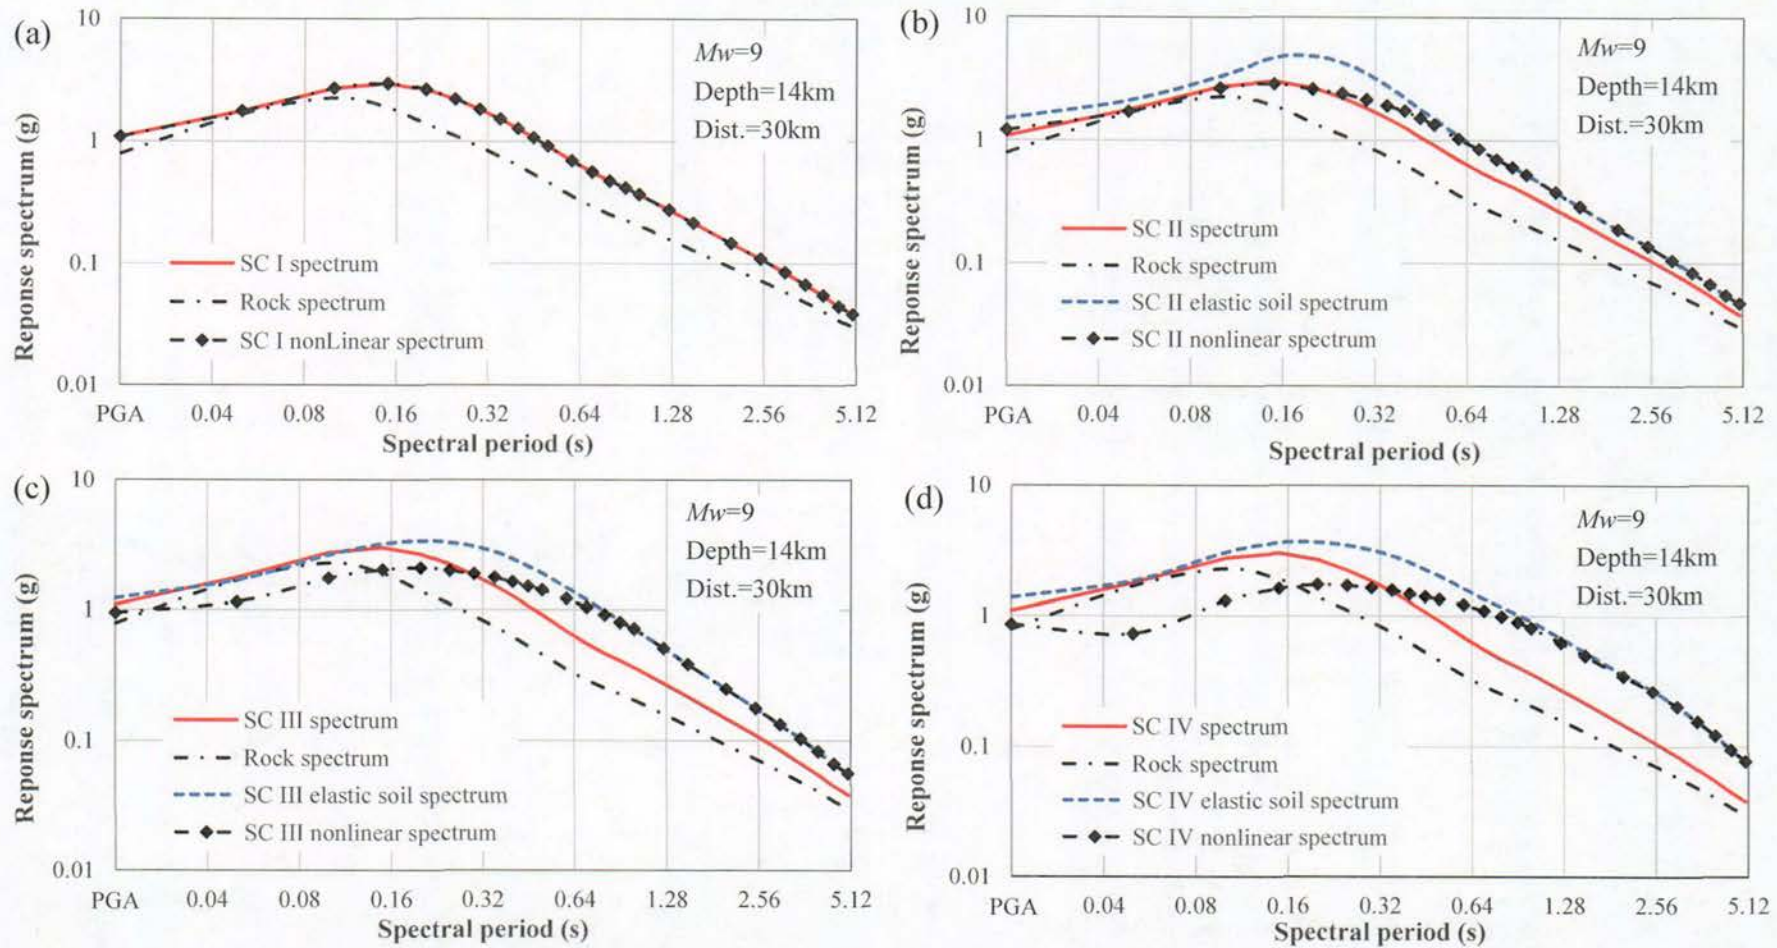 (a)
Reponse spectrum (g)
10
1
0.1
0.01
Mw=9
Depth=14km
Dist.=30km
SC I spectrum
Rock spectrum
SC I nonLinear spectrum
PGA 0.04 0.08 0.16 0.32 0.64 1.28 2.56 5.12
Spectral period (s)
(b)
Reponse spectrum (g)
10
1
0.1
0.01
Mw=9
Depth=14km
Dist.=30km
SC II spectrum
Rock spectrum
SC II elastic soil spectrum
SC II nonlinear spectrum
PGA 0.04 0.08 0.16 0.32 0.64 1.28 2.56 5.12
Spectral period (s)
(c)
Reponse spectrum (g)
10
1
0.1
0.01
Mw=9
Depth=14km
Dist.=30km
SC III spectrum
Rock spectrum
SC III elastic soil spectrum
SC III nonlinear spectrum
PGA 0.04 0.08 0.16 0.32 0.64 1.28 2.56 5.12
Spectral period (s)
(d)
Reponse spectrum (g)
10
1
0.1
0.01
Mw=9
Depth=14km
Dist.=30km
SC IV spectrum
Rock spectrum
SC IV elastic soil spectrum
SC IV nonlinear spectrum
PGA 0.04 0.08 0.16 0.32 0.64 1.28 2.56 5.12
Spectral period (s)